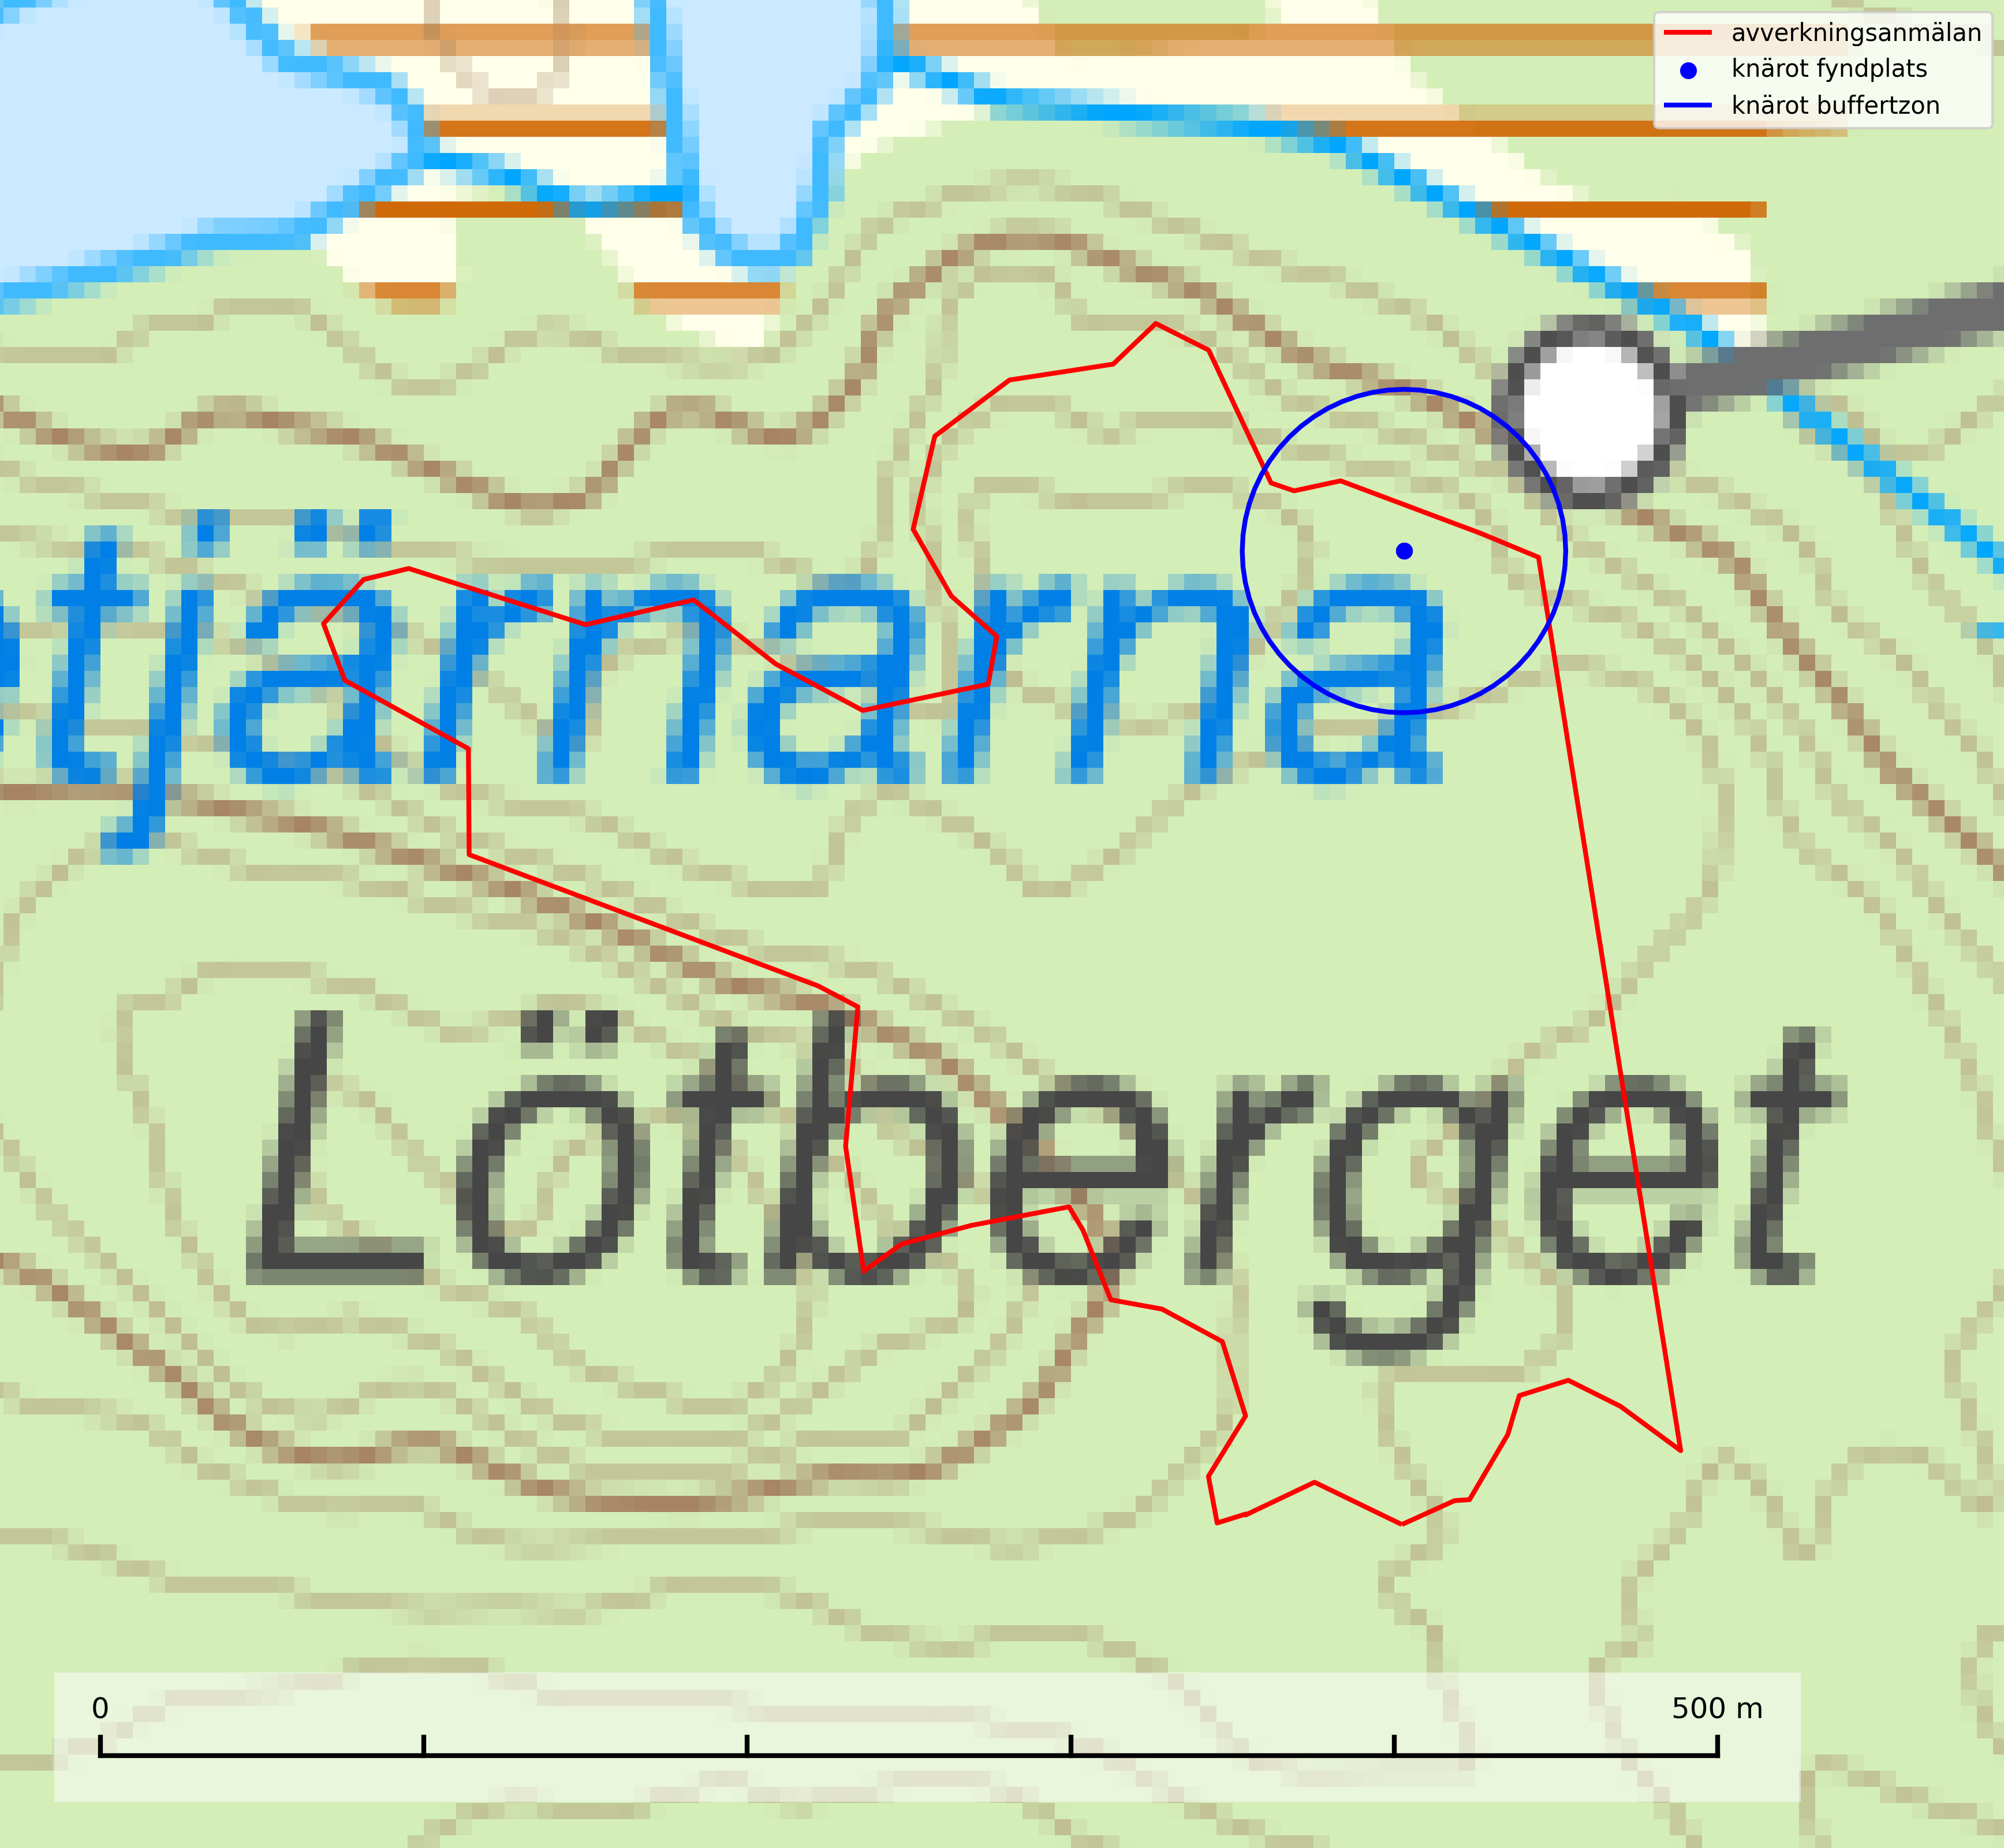 avverkningsanmälan
knärot fyndplats
knärot buffertzon
tjärnarna
Lötberget
0 500 m